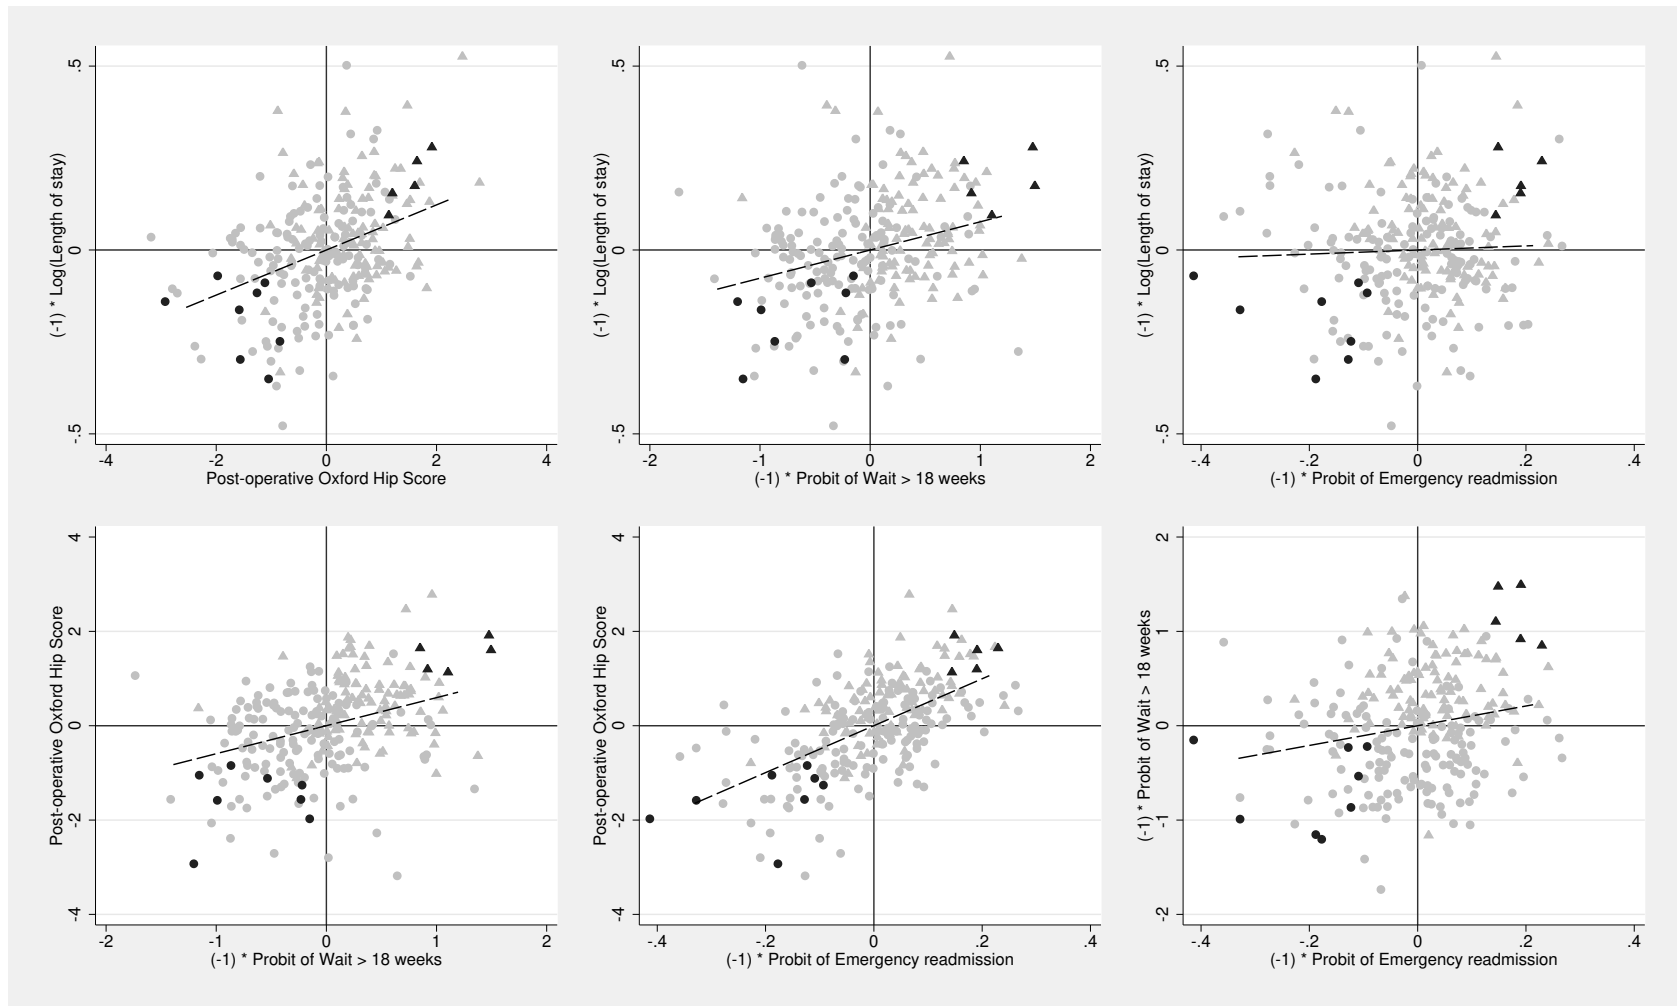 .5
0
-.5
(-1) * Log(Length of stay)
-4 -2 0 2 4
Post-operative Oxford Hip Score
.5
0
-.5
(-1) * Log(Length of stay)
-2 -1 0 1 2
(-1) * Probit of Wait > 18 weeks
.5
0
-.5
(-1) * Log(Length of stay)
-.4 -.2 0 .2 .4
(-1) * Probit of Emergency readmission
4
2
0
-2
-4
Post-operative Oxford Hip Score
-2 -1 0 1 2
(-1) * Probit of Wait > 18 weeks
4
2
0
-2
-4
Post-operative Oxford Hip Score
-.4 -.2 0 .2 .4
(-1) * Probit of Emergency readmission
2
1
0
-1
-2
(-1) * Probit of Wait > 18 weeks
-.4 -.2 0 .2 .4
(-1) * Probit of Emergency readmission